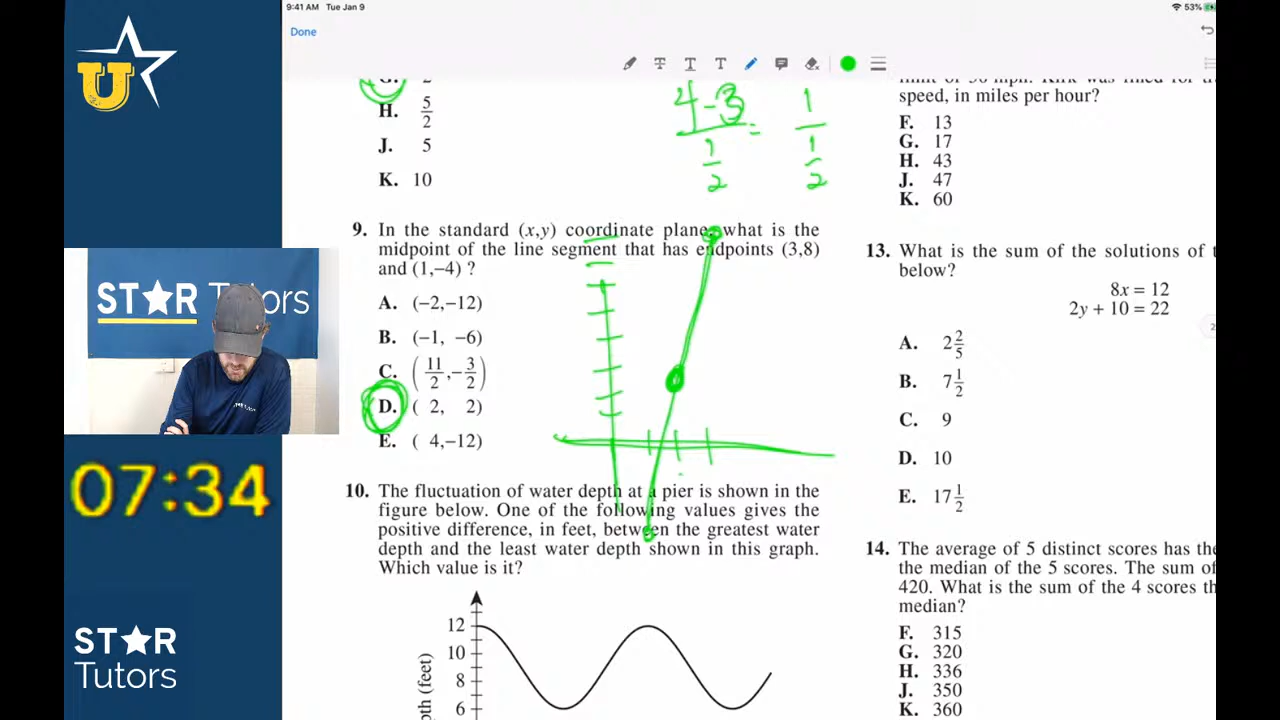 9:41 AM Tue Jan 9
53%
Done
U
H. 5/2
J. 5
K. 10
4-3
1/2
=
1
1/2
9. In the standard (x,y) coordinate plane, what is the
midpoint of the line segment that has endpoints (3,8)
and (1,−4) ?
A. (−2,−12)
B. (−1, −6)
C. (11/2,−3/2)
D. ( 2, 2)
E. ( 4,−12)
10. The fluctuation of water depth at a pier is shown in the
figure below. One of the following values gives the
positive difference, in feet, between the greatest water
depth and the least water depth shown in this graph.
Which value is it?
12
10
8
6
(feet)
speed, in miles per hour?
F. 13
G. 17
H. 43
J. 47
K. 60
13. What is the sum of the solutions of
below?
8x = 12
2y + 10 = 22
A. 2 2/5
B. 7 1/2
C. 9
D. 10
E. 17 1/2
14. The average of 5 distinct scores has
the median of the 5 scores. The sum of
420. What is the sum of the 4 scores
median?
F. 315
G. 320
H. 336
J. 350
K. 360
STAR Tutors
07:34
STAR
Tutors